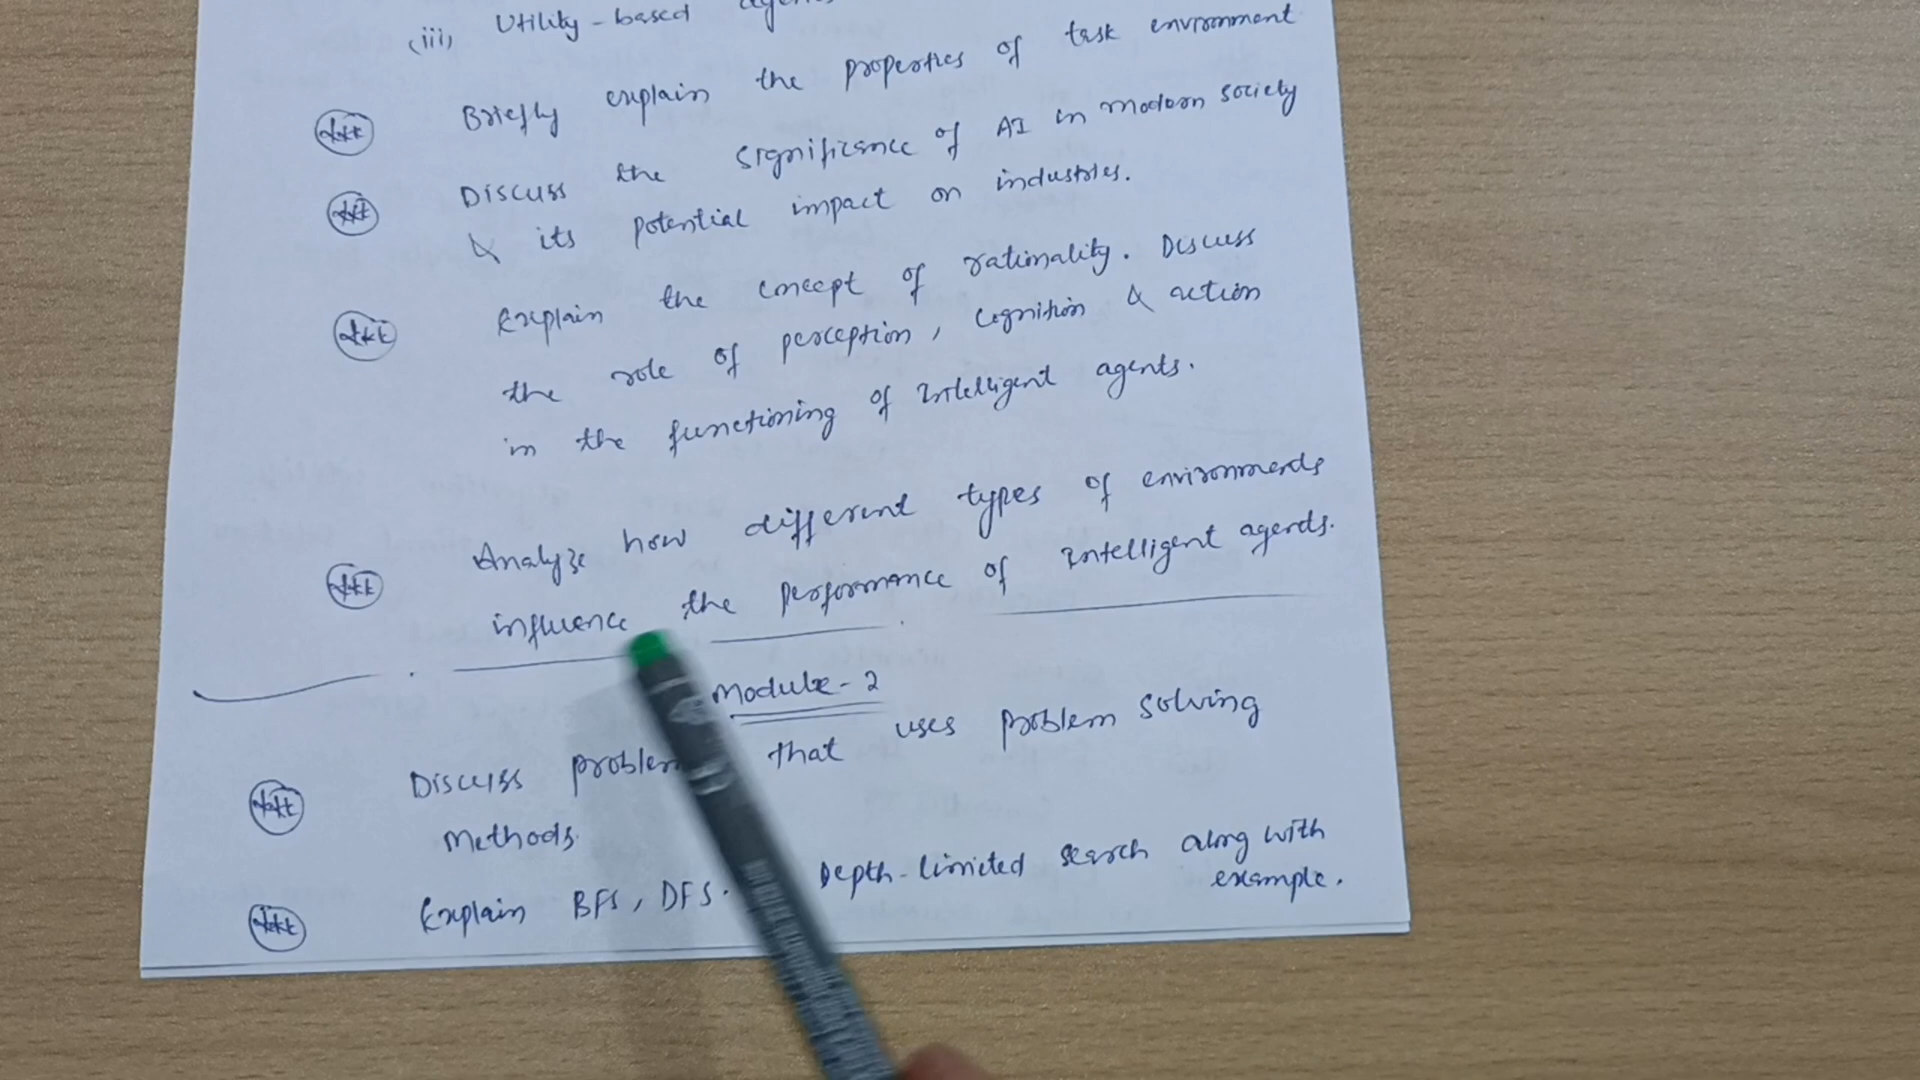 (iii) Utility-based
*** Briefly explain the properties of task environment
*** Discuss the significance of AI in modern society
& its potential impact on industries.
*** Explain the concept of rationality. Discuss
the role of perception, cognition & action
in the functioning of Intelligent agents.
*** Analyze how different types of environments
influence the performance of Intelligent agents.
Module-2
*** Discuss that uses problem solving
Methods.
*** Explain BFS, DFS. Depth-limited search along with
example.